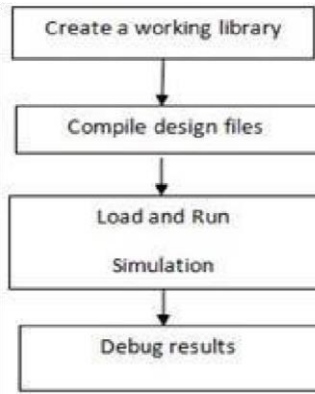 Create a working library
Compile design files
Load and Run
Simulation
Debug results